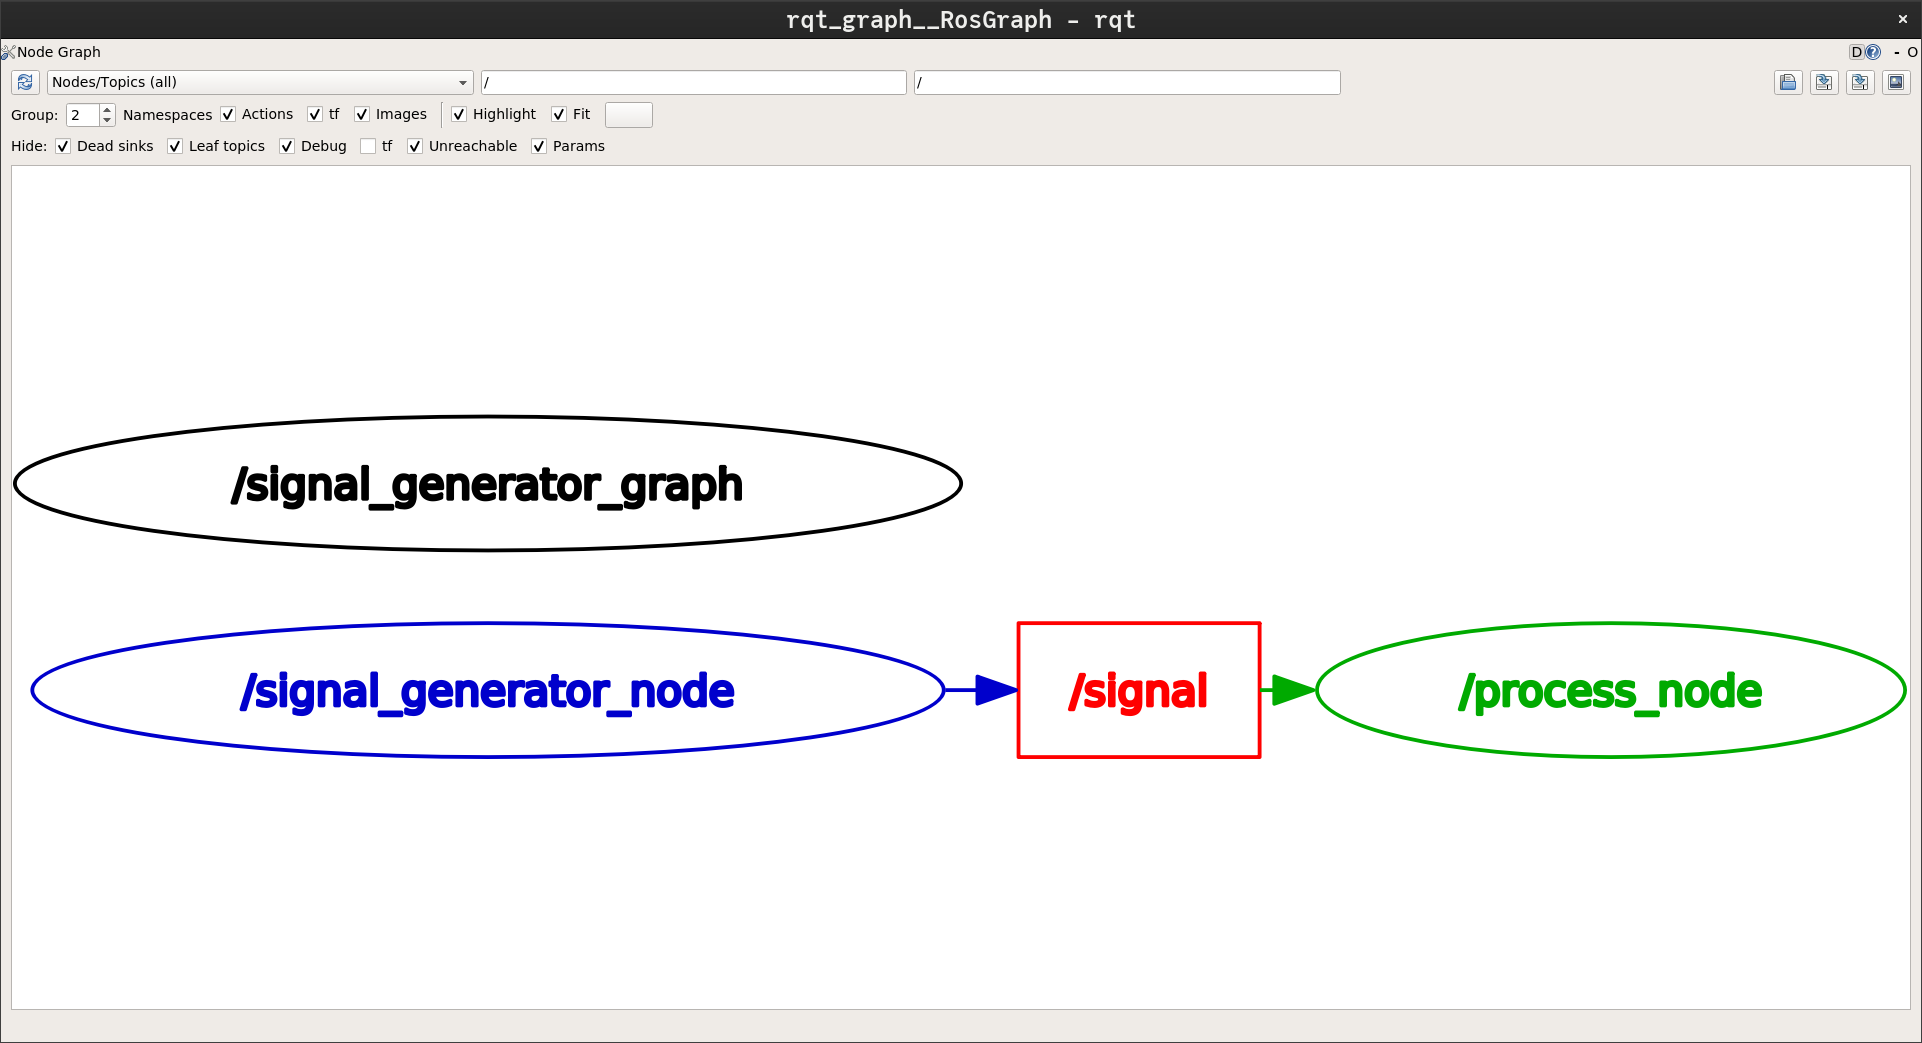 rqt_graph__RosGraph - rqt ×
Node Graph D ? - O
Nodes/Topics (all) / /
Group: 2 Namespaces Actions tf Images Highlight Fit
Hide: Dead sinks Leaf topics Debug tf Unreachable Params
/signal_generator_graph
/signal_generator_node /signal /process_node